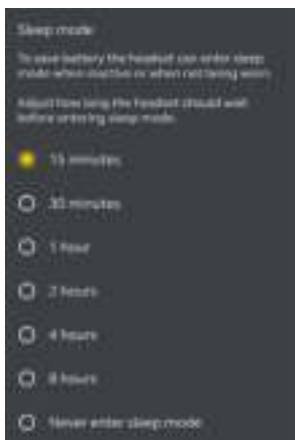 Sleep mode
To save battery the headset can enter sleep
mode when inactive or when not being worn.
Adjust how long the headset should wait
before entering sleep mode.
15 minutes
30 minutes
1 hour
2 hours
4 hours
8 hours
Never enter sleep mode